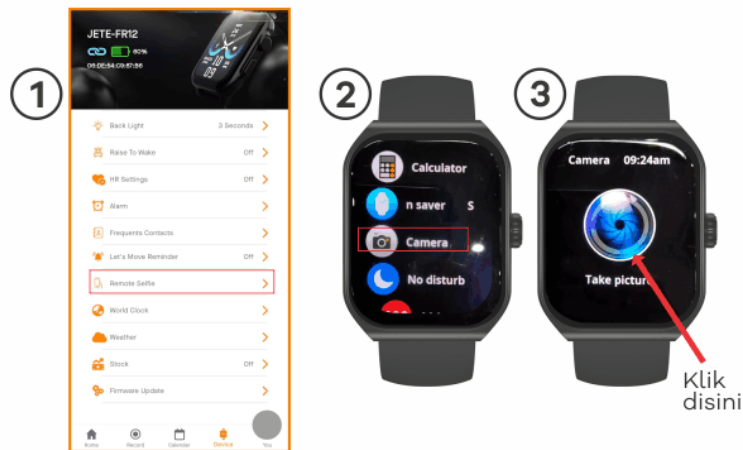 1
JETE-FR12
60%
Back Light 3 Seconds
Raise To Wake Off
HR Settings Off
Alarm
Frequents Contacts
Let's Move Reminder Off
Remote Selfie
World Clock
Weather
Stock Off
Firmware Update
Home Record Calendar Device You
2
Calculator
n saver S
Camera
No disturb
3
Camera 09:24am
Take picture
Klik
disini